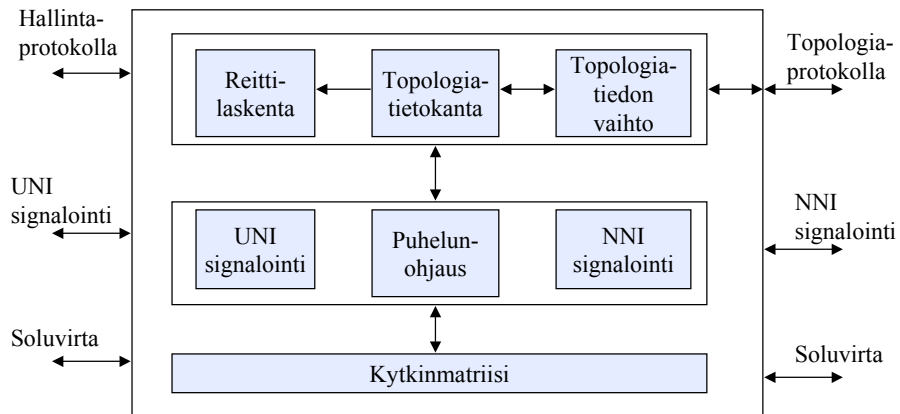 Hallinta-
protokolla
Reitti-
laskenta
Topologia-
tietokanta
Topologia-
tiedon
vaihto
Topologia-
protokolla
UNI
signalointi
UNI
signalointi
Puhelun-
ohjaus
NNI
signalointi
NNI
signalointi
Soluvirta
Kytkinmatriisi
Soluvirta